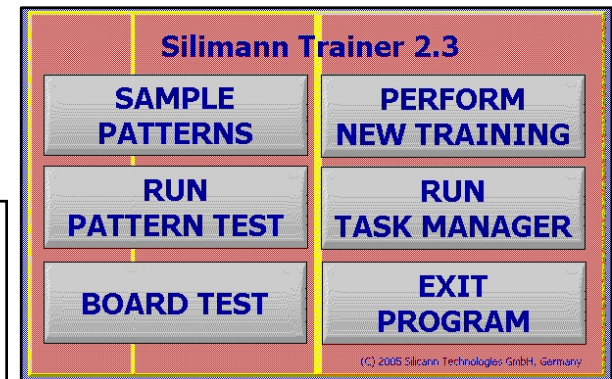 Silimann Trainer 2.3
SAMPLE
PATTERNS
PERFORM
NEW TRAINING
RUN
PATTERN TEST
RUN
TASK MANAGER
BOARD TEST
EXIT
PROGRAM
(C) 2005 Silicann Technologies GmbH, Germany